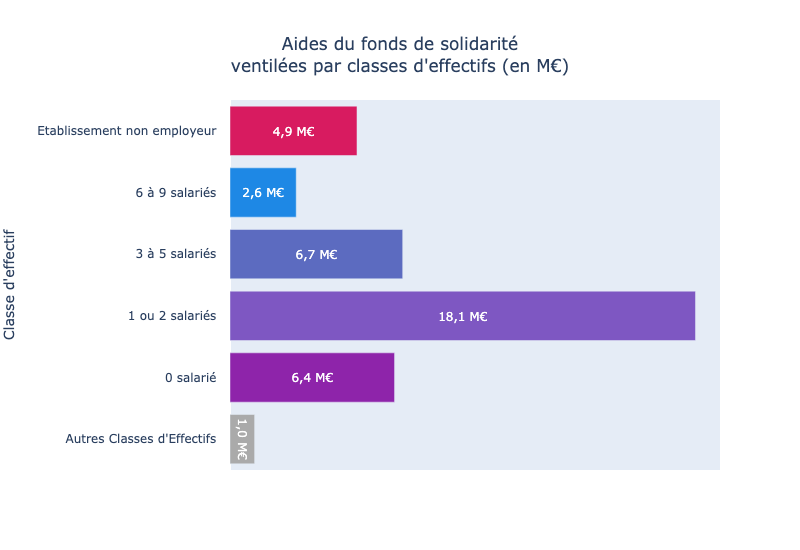 Aides du fonds de solidarité
ventilées par classes d'effectifs (en M€)
Classe d'effectif
Etablissement non employeur
4,9 M€
6 à 9 salariés
2,6 M€
3 à 5 salariés
6,7 M€
1 ou 2 salariés
18,1 M€
0 salarié
6,4 M€
Autres Classes d'Effectifs
1,0 M€